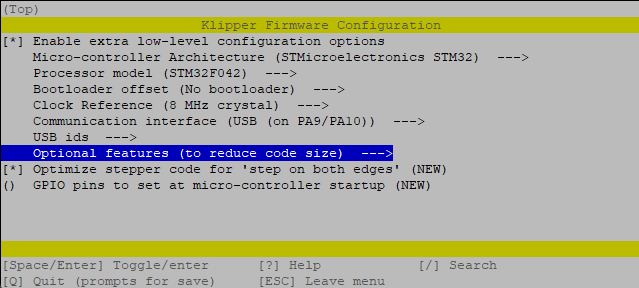 (Top)
Klipper Firmware Configuration
[*] Enable extra low-level configuration options
Micro-controller Architecture (STMicroelectronics STM32)  --->
Processor model (STM32F042)  --->
Bootloader offset (No bootloader)  --->
Clock Reference (8 MHz crystal)  --->
Communication interface (USB (on PA9/PA10))  --->
USB ids  --->
Optional features (to reduce code size)  --->
[*] Optimize stepper code for 'step on both edges' (NEW)
()  GPIO pins to set at micro-controller startup (NEW)
[Space/Enter] Toggle/enter    [?] Help    [/] Search
[Q] Quit (prompts for save)    [ESC] Leave menu